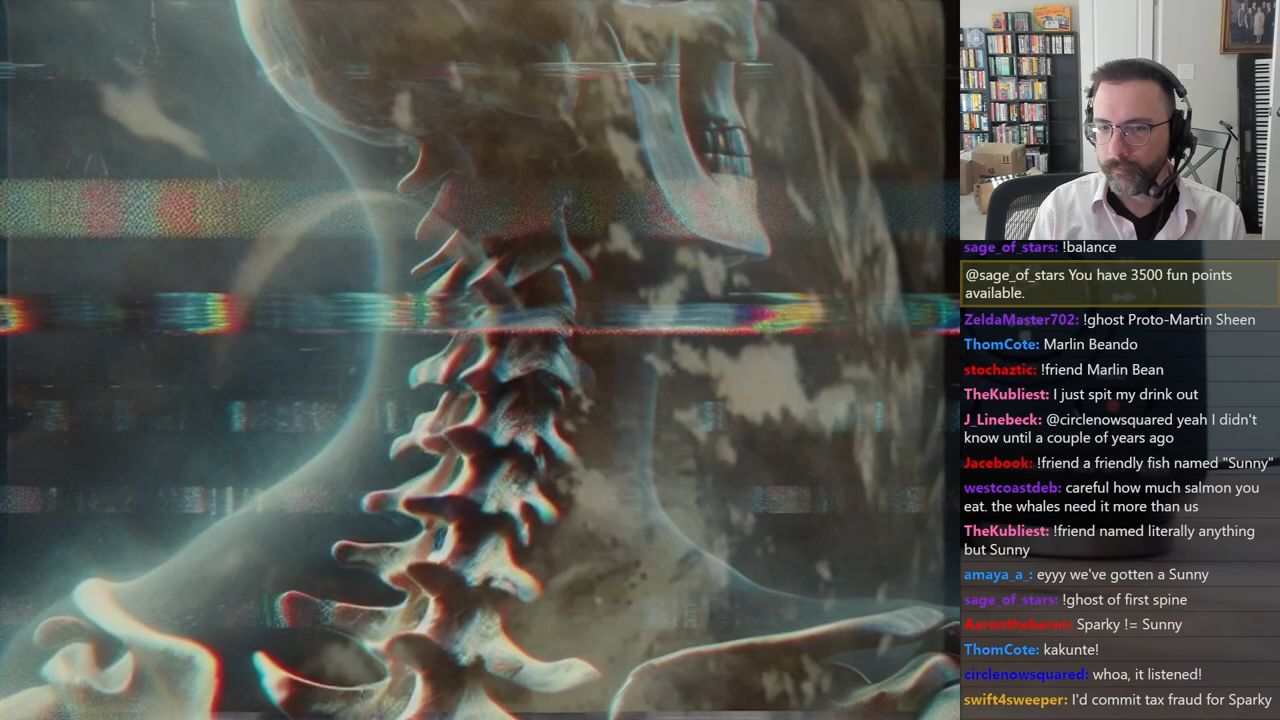 sage_of_stars: !balance
@sage_of_stars You have 3500 fun points
available.
ZeldaMaster702: !ghost Proto-Martin Sheen
ThomCote: Marlin Beando
stochaztic: !friend Marlin Bean
TheKubliest: I just spit my drink out
J_Linebeck: @circlenowsquared yeah I didn't
know until a couple of years ago
Jacebook: !friend a friendly fish named "Sunny"
westcoastdeb: careful how much salmon you
eat. the whales need it more than us
TheKubliest: !friend named literally anything
but Sunny
amaya_a_: eyyy we've gotten a Sunny
sage_of_stars: !ghost of first spine
Aaronthebaron: Sparky != Sunny
ThomCote: kakunte!
circlenowsquared: whoa, it listened!
swift4sweeper: I'd commit tax fraud for Sparky